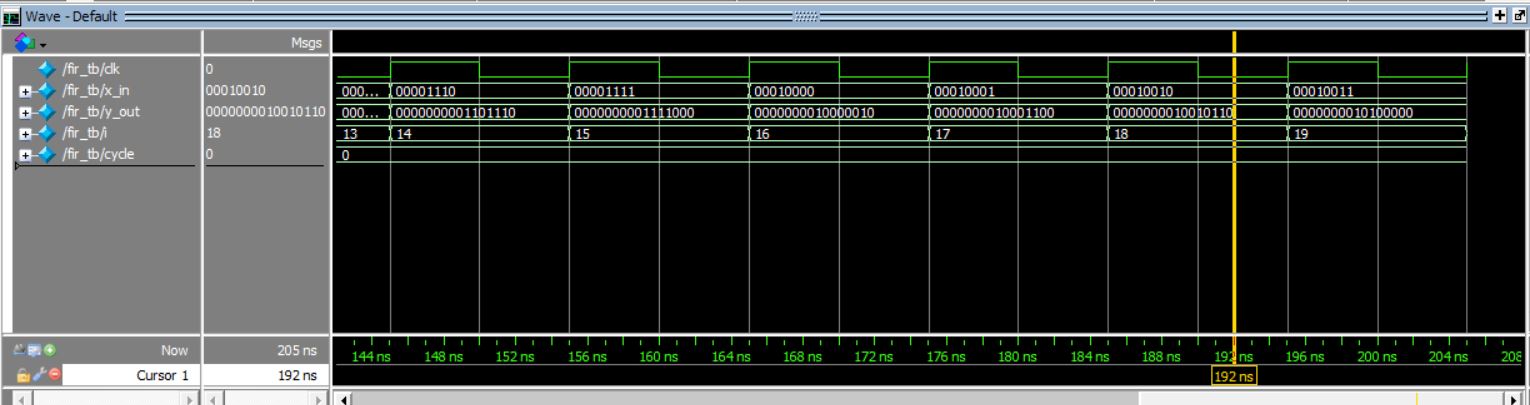 Wave - Default
Msgs
/fir_tb/clk 0
/fir_tb/x_in 00010010 000... 00001110 00001111 00010000 00010001 00010010 00010011
/fir_tb/y_out 0000000010010110 000... 0000000001101110 0000000001111000 0000000010000010 0000000010001100 0000000010010110 0000000010100000
/fir_tb/i 18 13 14 15 16 17 18 19
/fir_tb/cycle 0 0
Now 205 ns 144 ns 148 ns 152 ns 156 ns 160 ns 164 ns 168 ns 172 ns 176 ns 180 ns 184 ns 188 ns 192 ns 196 ns 200 ns 204 ns 208
Cursor 1 192 ns 192 ns